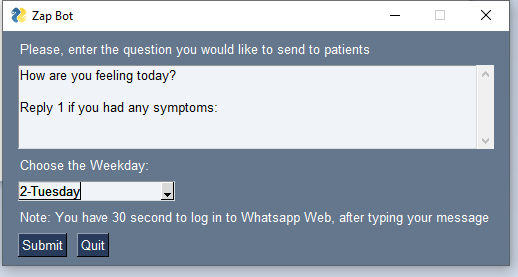 Zap Bot
Please, enter the question you would like to send to patients
How are you feeling today?
Reply 1 if you had any symptoms:
Choose the Weekday:
2-Tuesday
Note: You have 30 second to log in to Whatsapp Web, after typing your message
Submit Quit